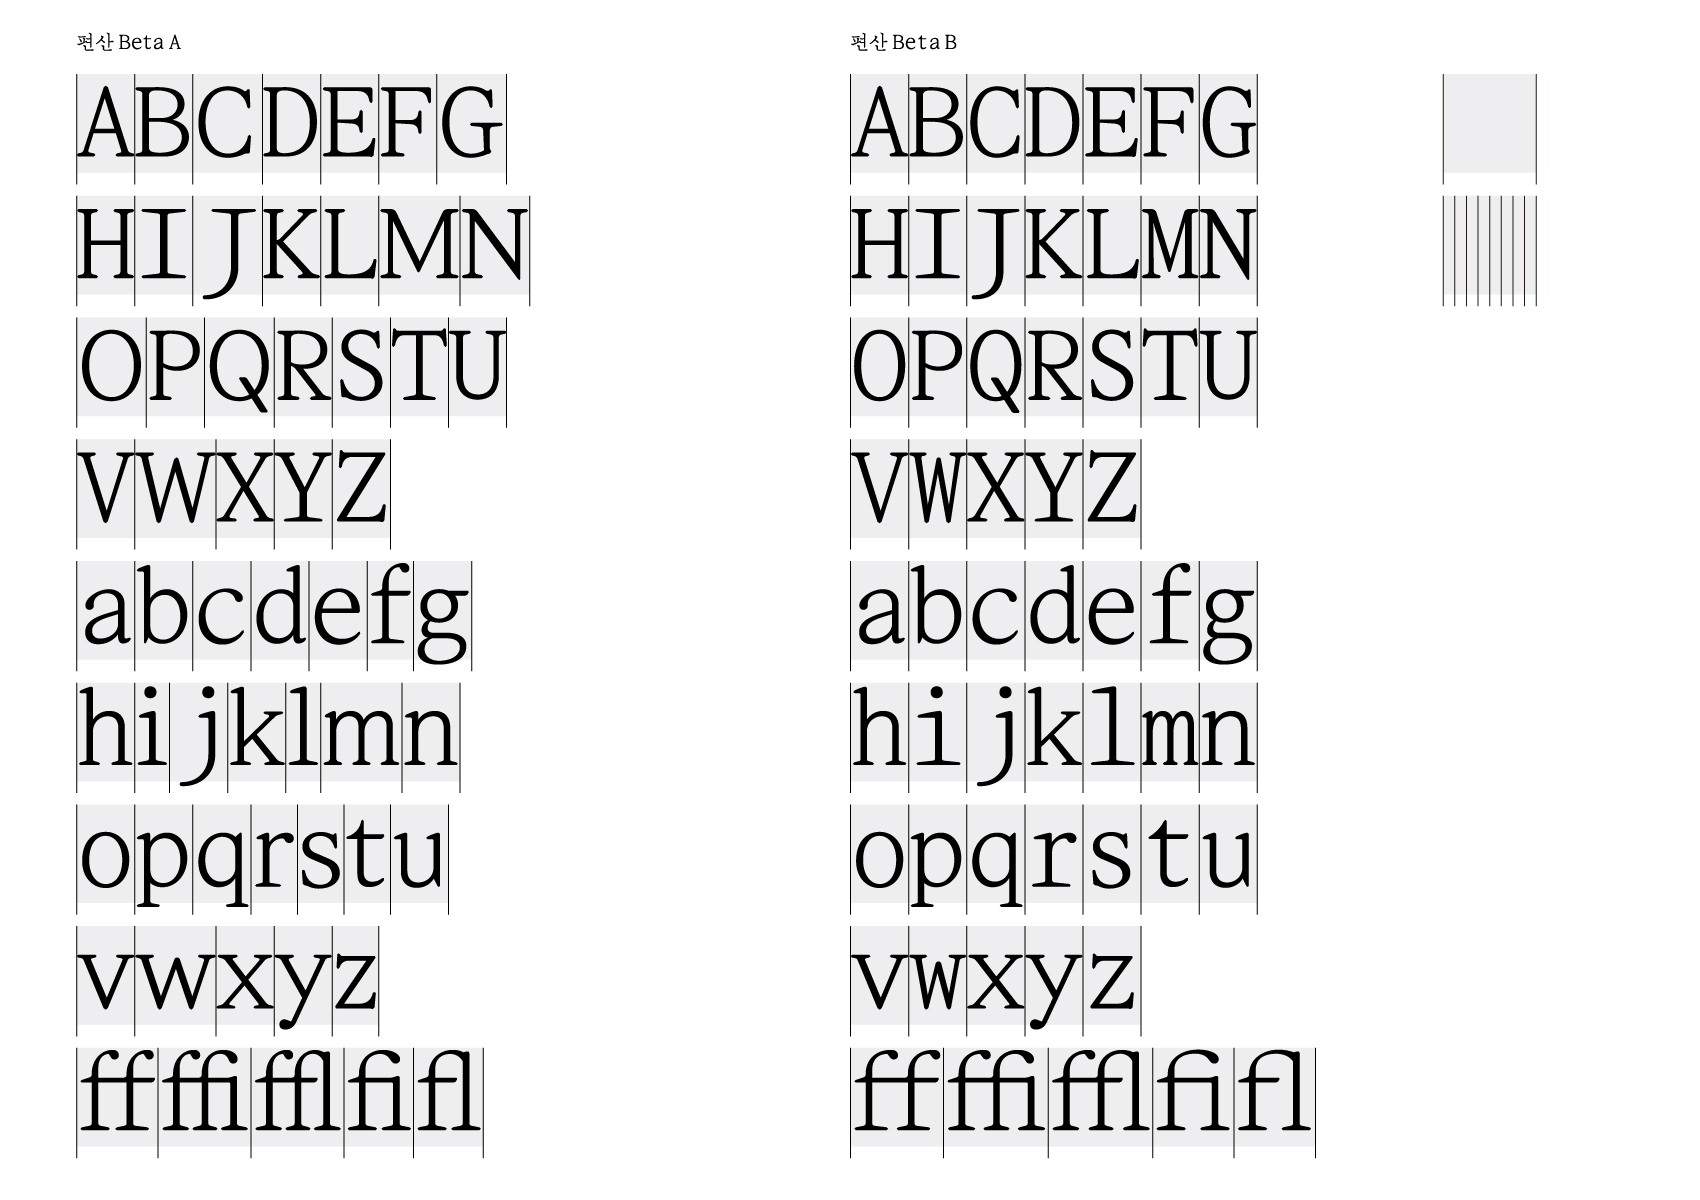 편산 Beta A
ABCDEFG
HIJKLMN
OPQRSTU
VWXYZ
abcdefg
hijklmn
opqrstu
vwxyz
ff ffi ffl fi fl
편산 Beta B
ABCDEFG
HIJKLMN
OPQRSTU
VWXYZ
abcdefg
hijklmn
opqrstu
vwxyz
ff ffi ffl fi fl